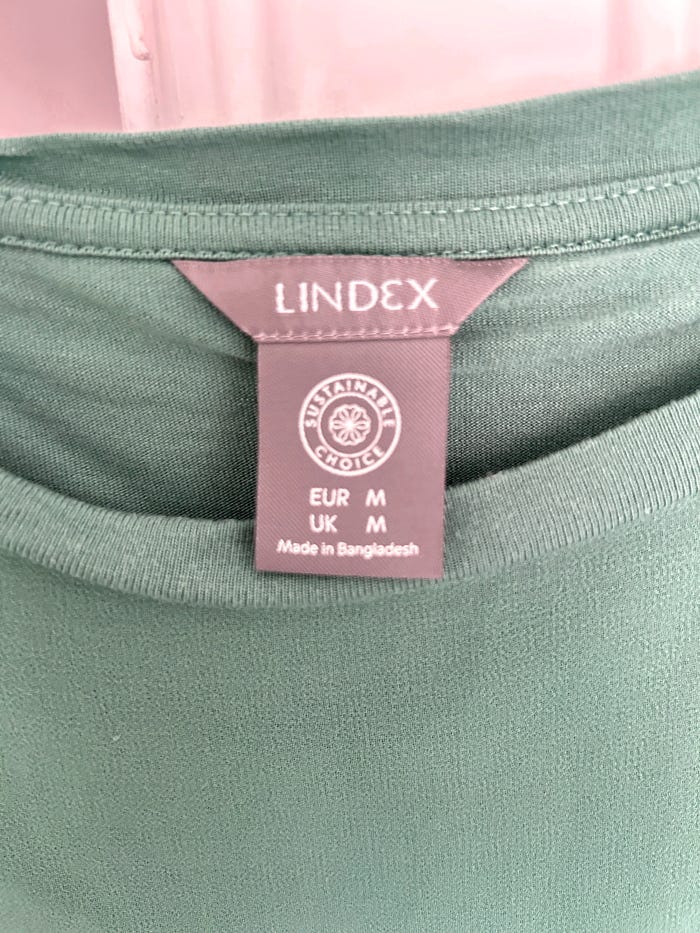 LINDEX
SUSTAINABLE
CHOICE
EUR M
UK M
Made in Bangladesh